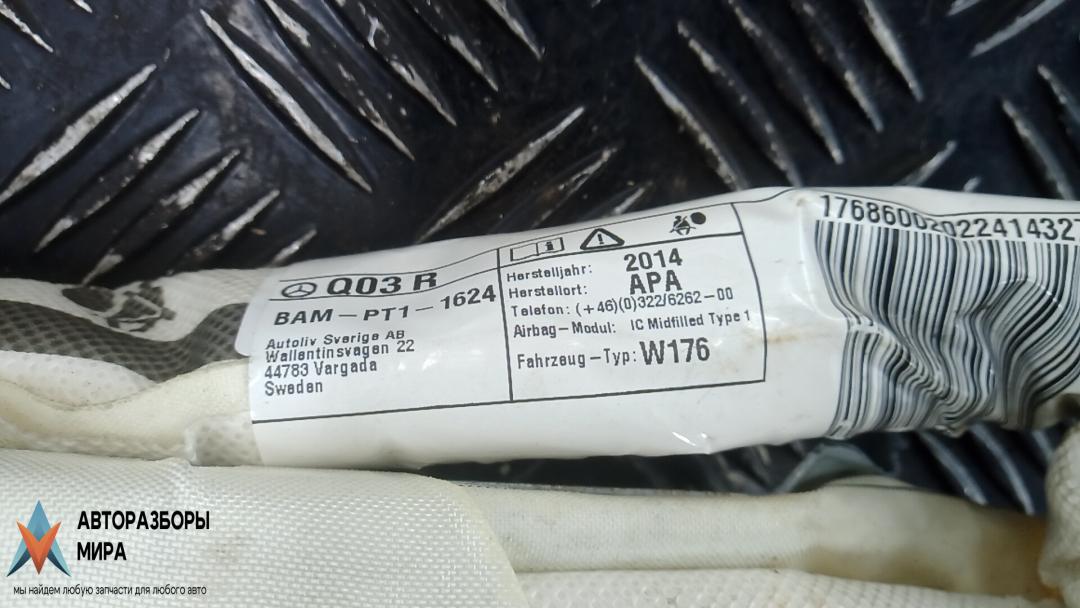 Q03 R
BAM-PT1-1624
Autoliv Sverige AB
Wallentinsvagen 22
44783 Vargada
Sweden
Herstelljahr: 2014
Herstellort: APA
Telefon: (+46)(0)322/6262-00
Airbag-Modul: IC Midfilled Type 1
Fahrzeug-Typ: W176
АВТОРАЗБОРЫ
МИРА
мы найдем любую запчасти для любого авто